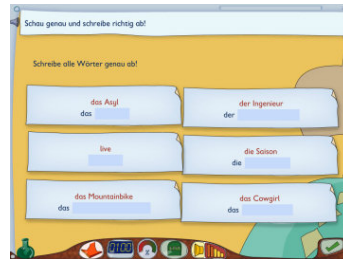 Schau genau und schreibe richtig ab!
Schreibe alle Wörter genau ab!
das Asyl
das
der Ingenieur
der
live
die Saison
die
das Mountainbike
das
das Cowgirl
das
0100